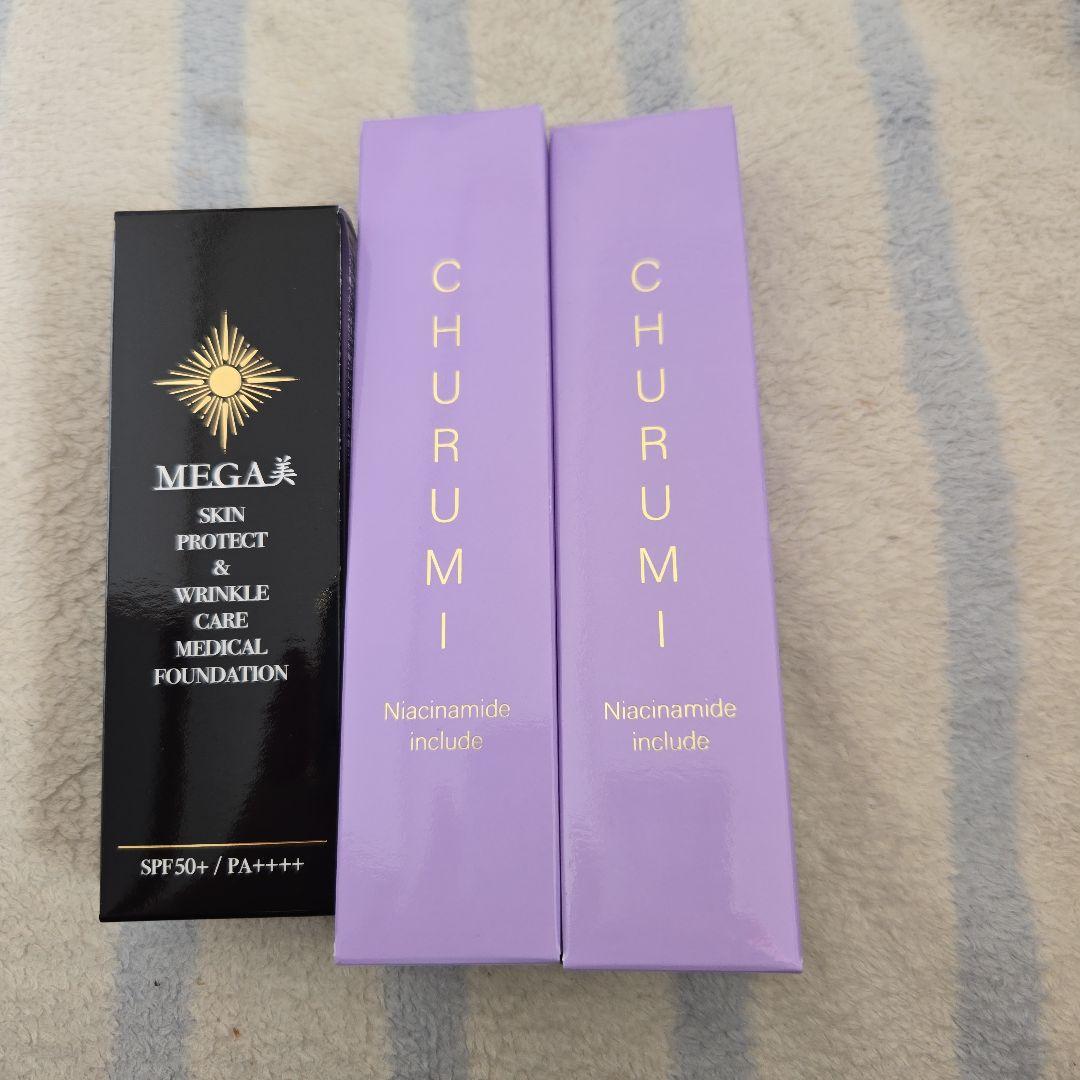 MEGA美
SKIN
PROTECT
&
WRINKLE
CARE
MEDICAL
FOUNDATION
SPF50+ / PA++++
CHURUMI
Niacinamide
include
CHURUMI
Niacinamide
include